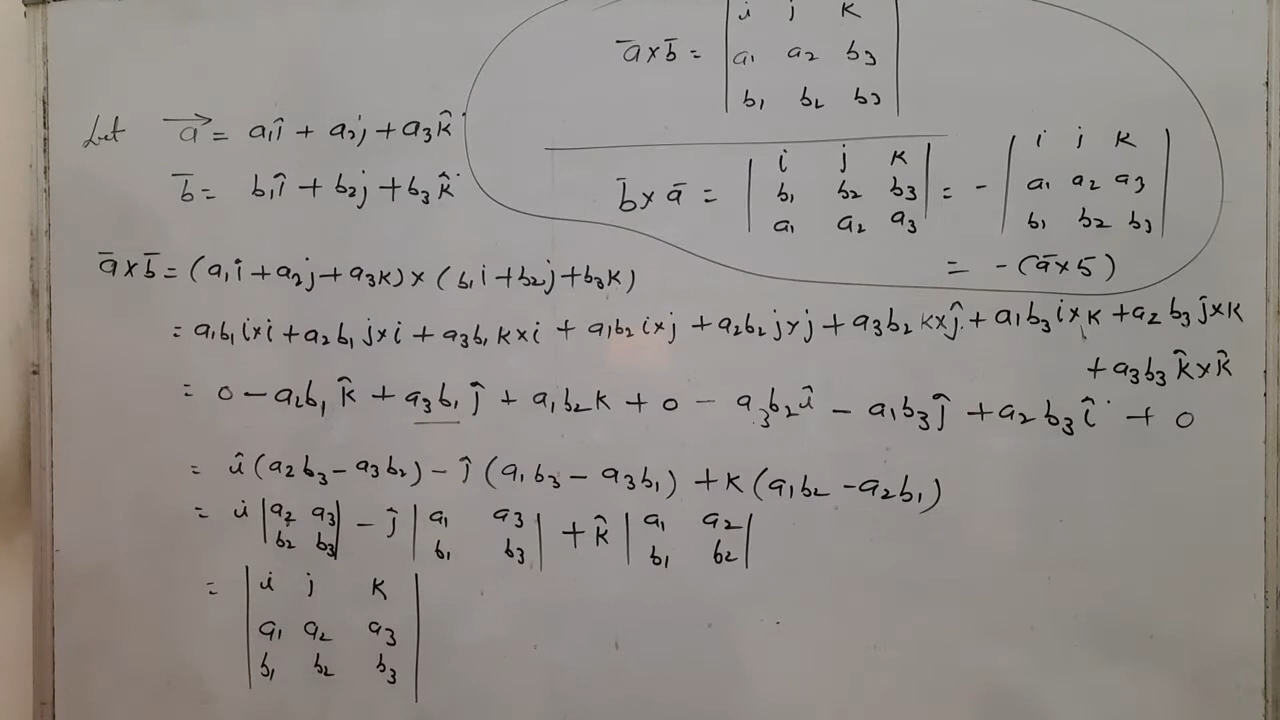 i j K
a̅ x b̅ = | a₁ a₂ b₃ |
b₁ b₂ b₃
Let a⃗ = a₁î + a₂j + a₃k̂
b̅ = b₁î + b₂j + b₃k̂
i j K
b̅ x a̅ = | b₁ b₂ b₃ | = - | a₁ a₂ a₃ |
a₁ a₂ a₃
i j K
b₁ b₂ b₃
= - (a̅ x b)
a̅ x b̅ = (a₁î + a₂j + a₃K) x (b₁i + b₂j + b₃K)
= a₁b₁ i x i + a₂b₁ j x i + a₃b₁ K x i + a₁b₂ i x j + a₂b₂ j x j + a₃b₂ K x ĵ + a₁b₃ i x K + a₂b₃ ĵ x K
+ a₃b₃ k̂ x k̂
= 0 - a₂b₁ k̂ + a₃b₁ ĵ + a₁b₂ K + 0 - a₃b₂ î - a₁b₃ ĵ + a₂b₃ î + 0
= î (a₂b₃ - a₃b₂) - ĵ (a₁b₃ - a₃b₁) + K (a₁b₂ - a₂b₁)
= i | a₂ a₃ | - ĵ | a₁ a₃ | + k̂ | a₁ a₂ |
b₂ b₃ b₁ b₃ b₁ b₂
= | i j K |
a₁ a₂ a₃
b₁ b₂ b₃